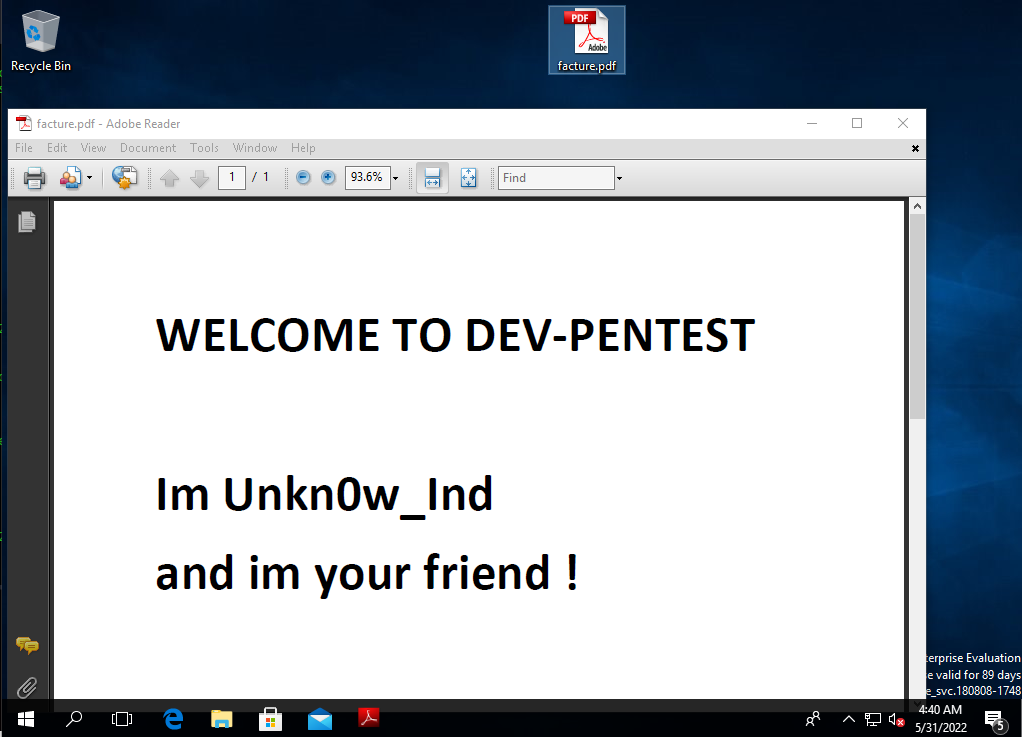 Recycle Bin
PDF
Adobe
facture.pdf
facture.pdf - Adobe Reader
File Edit View Document Tools Window Help
1 / 1 93.6% Find
WELCOME TO DEV-PENTEST
Im Unkn0w_Ind
and im your friend !
terprise Evaluation
se valid for 89 days
e_svc.180808-1748
4:40 AM
5/31/2022
5